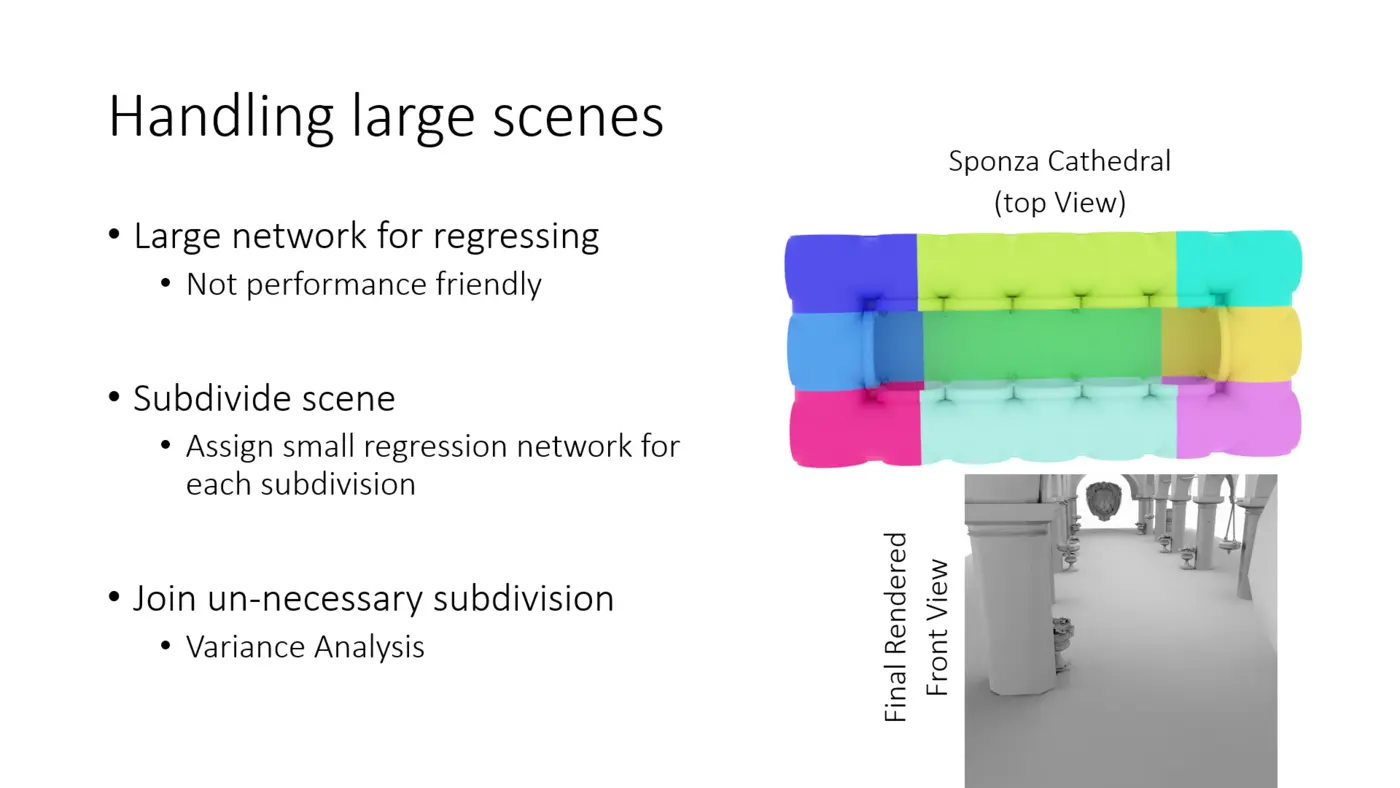 Handling large scenes
• Large network for regressing
• Not performance friendly
• Subdivide scene
• Assign small regression network for
each subdivision
• Join un-necessary subdivision
• Variance Analysis
Sponza Cathedral
(top View)
Final Rendered
Front View